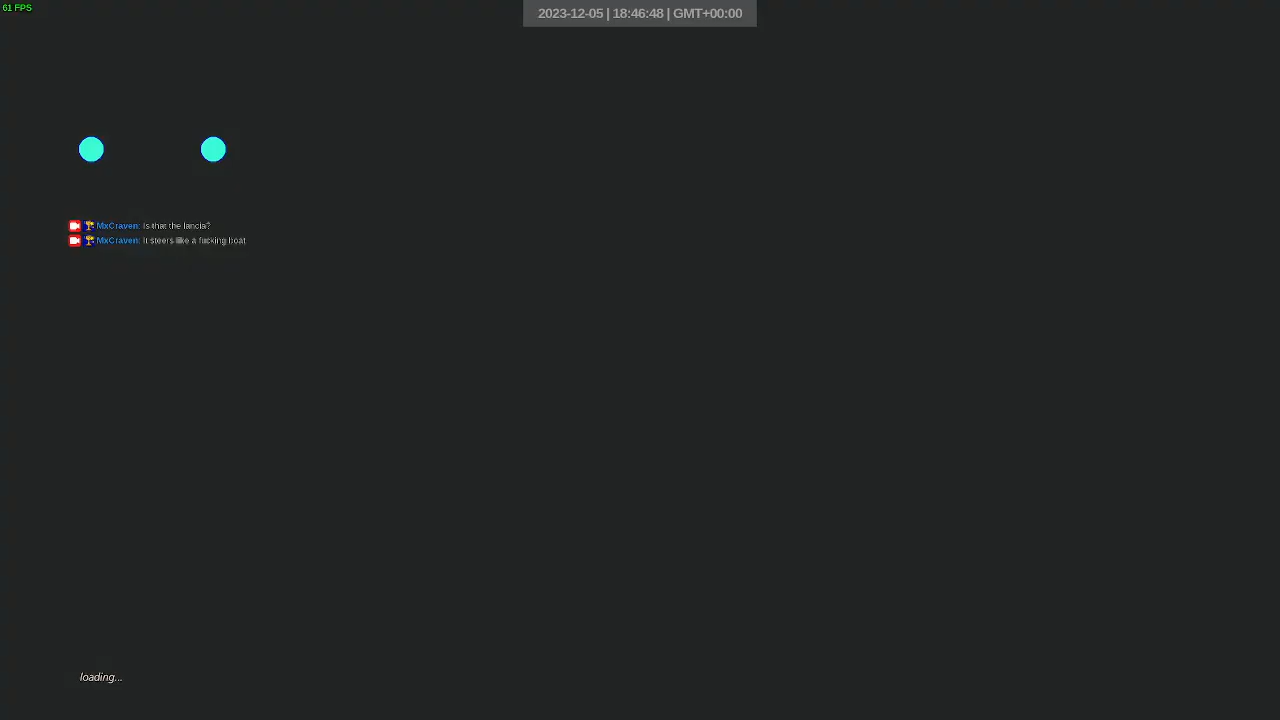 61 FPS
2023-12-05 | 18:46:48 | GMT+00:00
MxCraven: Is that the lancia?
MxCraven: It steers like a fucking boat
loading...